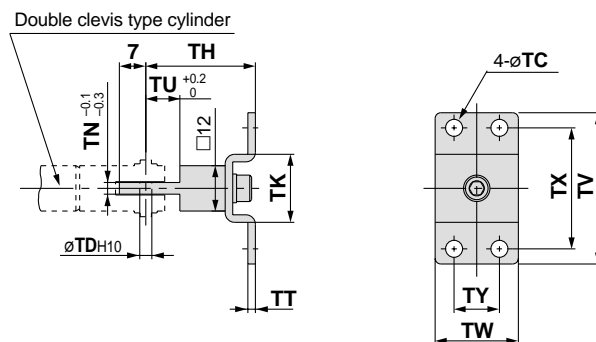 Double clevis type cylinder
7 TH
4-øTC
TU +0.2 0
TN −0.1 −0.3
□12
TK
TX
TV
øTDH10
TT
TY
TW